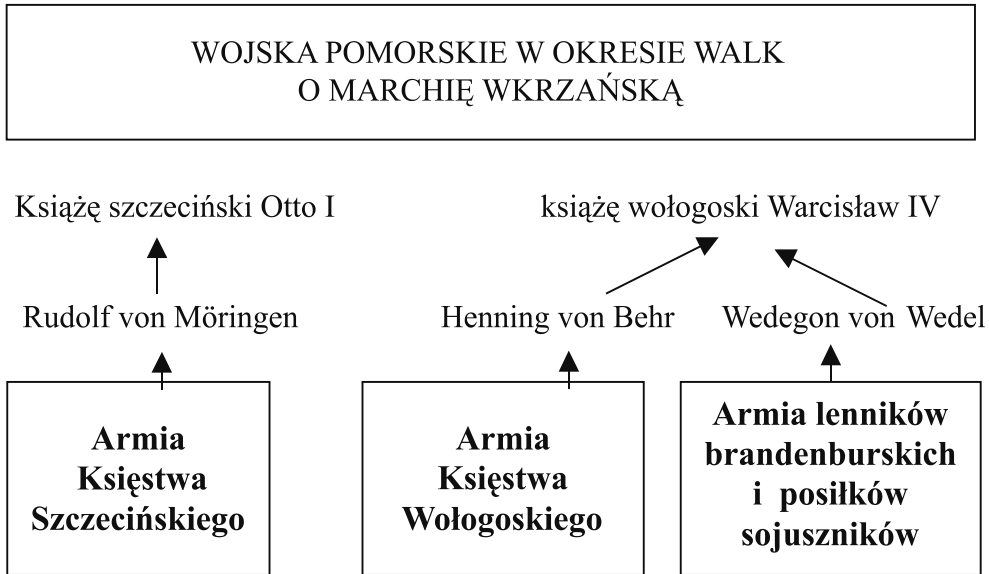 WOJSKA POMORSKIE W OKRESIE WALK
O MARCHIĘ WKRZAŃSKĄ
Książę szczeciński Otto I
książę wołogoski Warcisław IV
Rudolf von Möringen
Henning von Behr
Wedegon von Wedel
Armia
Księstwa
Szczecińskiego
Armia
Księstwa
Wołogoskiego
Armia lenników
brandenburskich
i posiłków
sojuszników